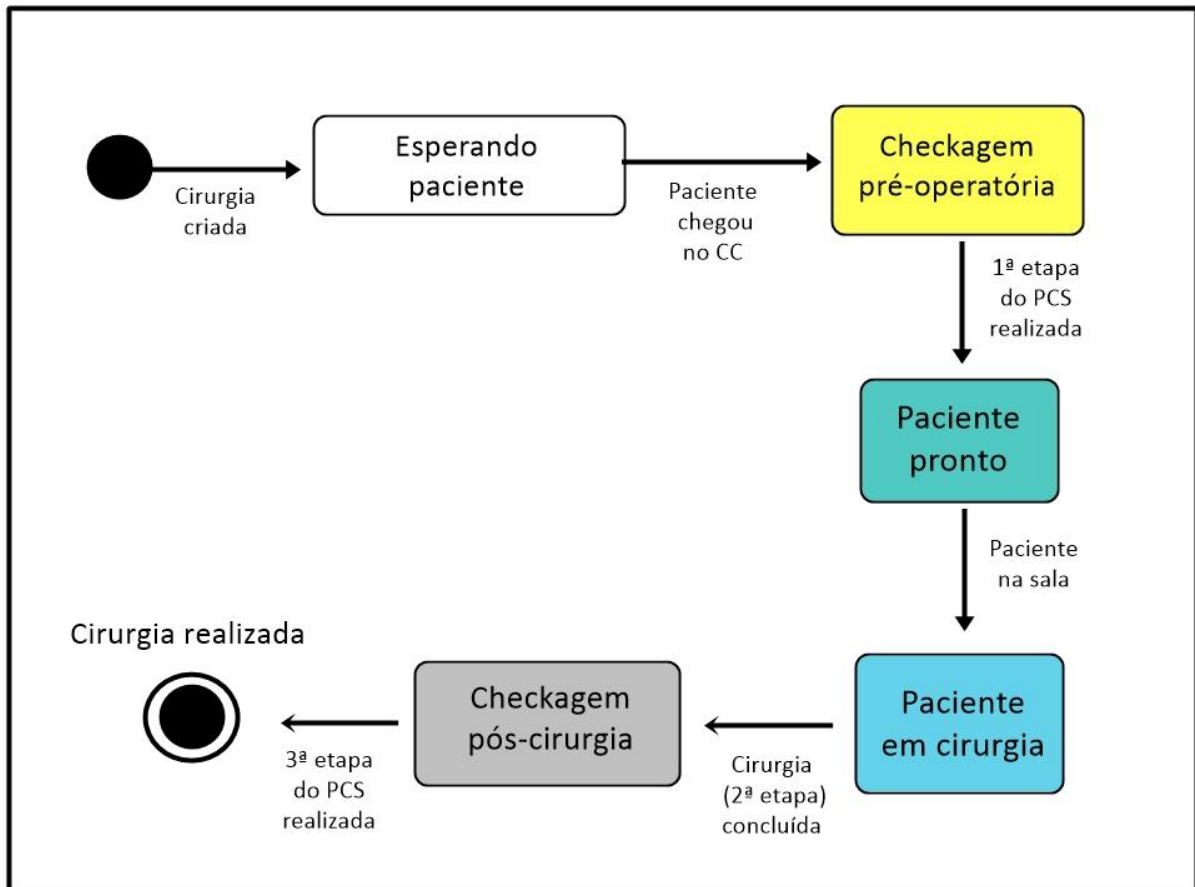 Esperando
paciente
Checkagem
pré-operatória
Cirurgia
criada
Paciente
chegou
no CC
1ª etapa
do PCS
realizada
Paciente
pronto
Paciente
na sala
Cirurgia realizada
Checkagem
pós-cirurgia
Paciente
em cirurgia
3ª etapa
do PCS
realizada
Cirurgia
(2ª etapa)
concluída